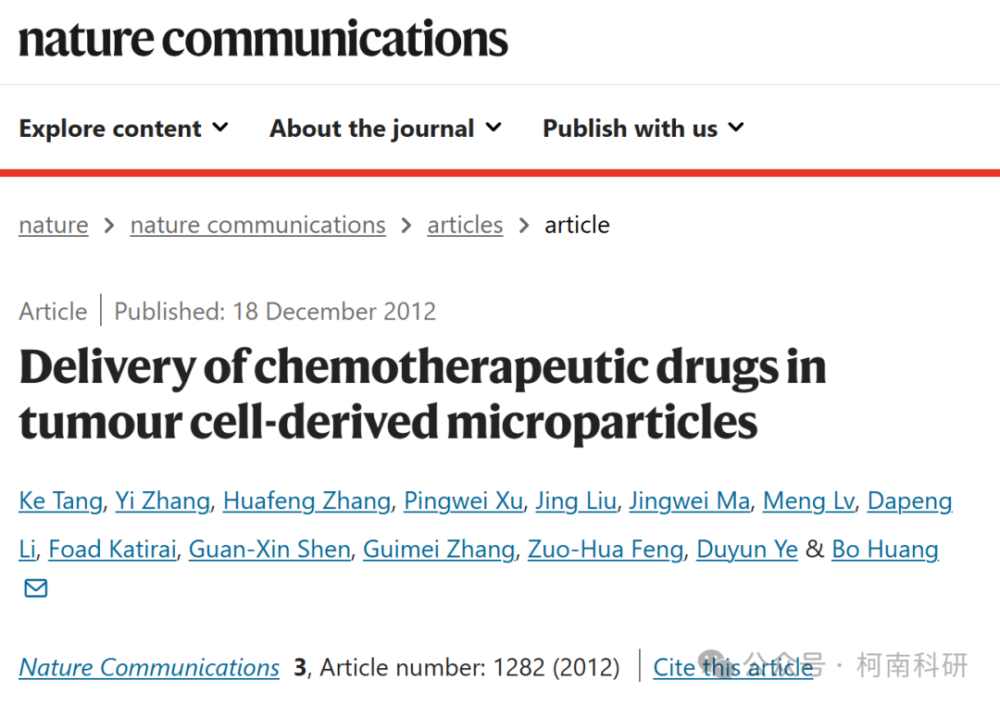 nature communications
Explore content About the journal Publish with us
nature > nature communications > articles > article
Article | Published: 18 December 2012
Delivery of chemotherapeutic drugs in
tumour cell-derived microparticles
Ke Tang, Yi Zhang, Huafeng Zhang, Pingwei Xu, Jing Liu, Jingwei Ma, Meng Lv, Dapeng
Li, Foad Katirai, Guan-Xin Shen, Guimei Zhang, Zuo-Hua Feng, Duyun Ye & Bo Huang
Nature Communications 3, Article number: 1282 (2012) | Cite this article
公众号 · 柯南科研